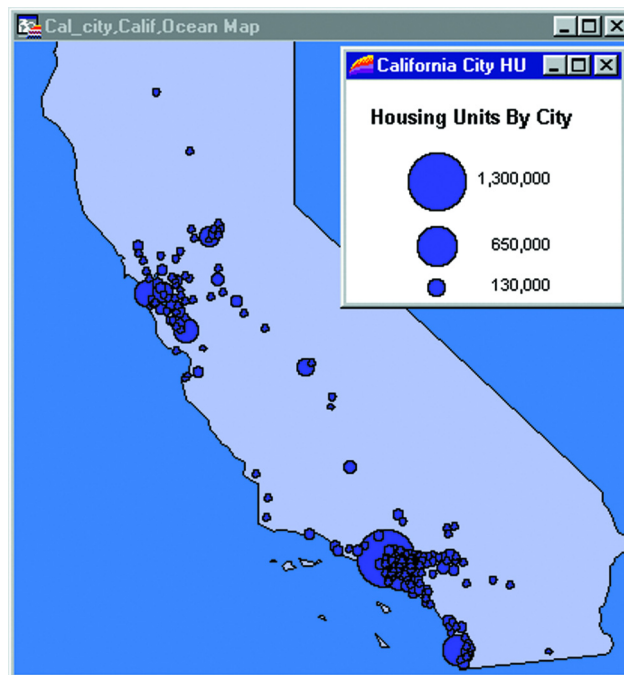 Cal_city,Calif,Ocean Map
California City HU
Housing Units By City
1,300,000
650,000
130,000